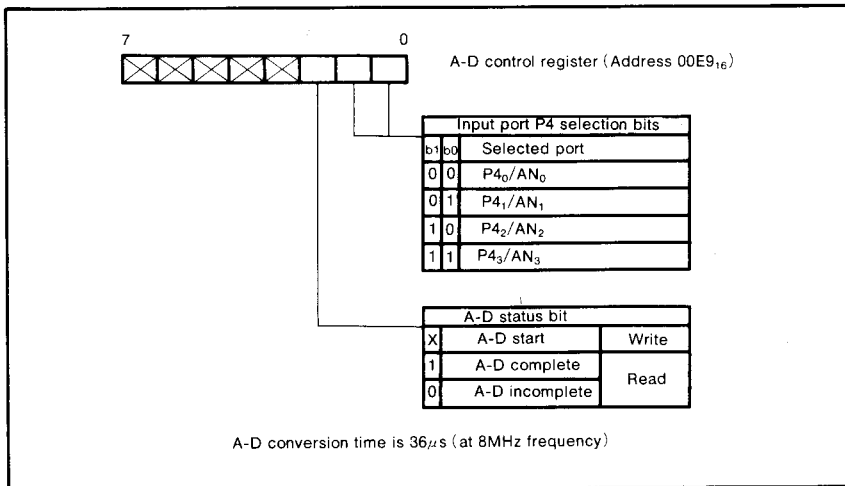 7 0
A-D control register (Address 00E9₁₆)
Input port P4 selection bits
b1 b0 Selected port
0 0 P4₀/AN₀
0 1 P4₁/AN₁
1 0 P4₂/AN₂
1 1 P4₃/AN₃
A-D status bit
X A-D start Write
1 A-D complete Read
0 A-D incomplete
A-D conversion time is 36μs (at 8MHz frequency)